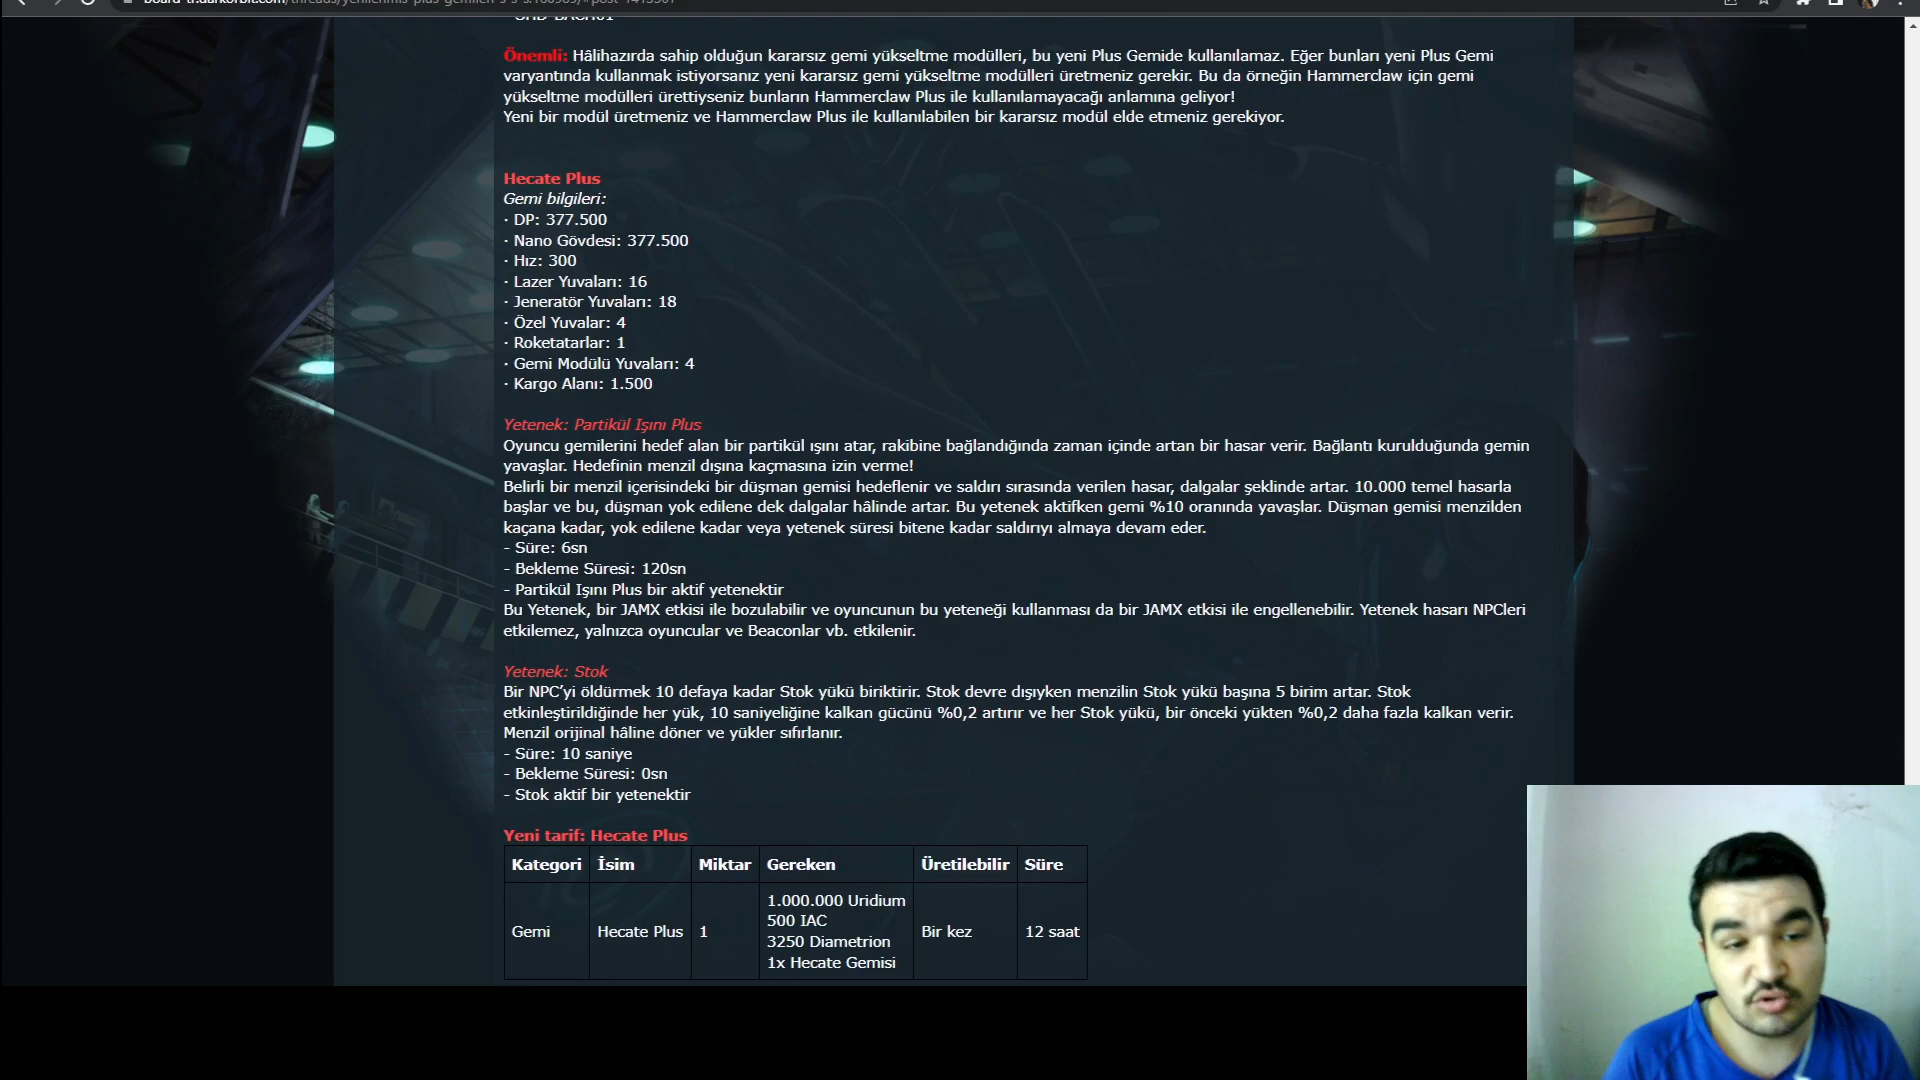 Önemli: Hâlihazırda sahip olduğun kararsız gemi yükseltme modülleri, bu yeni Plus Gemide kullanılamaz. Eğer bunları yeni Plus Gemi
varyantında kullanmak istiyorsanız yeni kararsız gemi yükseltme modülleri üretmeniz gerekir. Bu da örneğin Hammerclaw için gemi
yükseltme modülleri ürettiyseniz bunların Hammerclaw Plus ile kullanılamayacağı anlamına geliyor!
Yeni bir modül üretmeniz ve Hammerclaw Plus ile kullanılabilen bir kararsız modül elde etmeniz gerekiyor.
Hecate Plus
Gemi bilgileri:
· DP: 377.500
· Nano Gövdesi: 377.500
· Hız: 300
· Lazer Yuvaları: 16
· Jeneratör Yuvaları: 18
· Özel Yuvalar: 4
· Roketatarlar: 1
· Gemi Modülü Yuvaları: 4
· Kargo Alanı: 1.500
Yetenek: Partikül Işını Plus
Oyuncu gemilerini hedef alan bir partikül ışını atar, rakibine bağlandığında zaman içinde artan bir hasar verir. Bağlantı kurulduğunda gemin
yavaşlar. Hedefinin menzil dışına kaçmasına izin verme!
Belirli bir menzil içerisindeki bir düşman gemisi hedeflenir ve saldırı sırasında verilen hasar, dalgalar şeklinde artar. 10.000 temel hasarla
başlar ve bu, düşman yok edilene dek dalgalar hâlinde artar. Bu yetenek aktifken gemi %10 oranında yavaşlar. Düşman gemisi menzilden
kaçana kadar, yok edilene kadar veya yetenek süresi bitene kadar saldırıyı almaya devam eder.
- Süre: 6sn
- Bekleme Süresi: 120sn
- Partikül Işını Plus bir aktif yetenektir
Bu Yetenek, bir JAMX etkisi ile bozulabilir ve oyuncunun bu yeteneği kullanması da bir JAMX etkisi ile engellenebilir. Yetenek hasarı NPCleri
etkilemez, yalnızca oyuncular ve Beaconlar vb. etkilenir.
Yetenek: Stok
Bir NPC’yi öldürmek 10 defaya kadar Stok yükü biriktirir. Stok devre dışıyken menzilin Stok yükü başına 5 birim artar. Stok
etkinleştirildiğinde her yük, 10 saniyeliğine kalkan gücünü %0,2 artırır ve her Stok yükü, bir önceki yükten %0,2 daha fazla kalkan verir.
Menzil orijinal hâline döner ve yükler sıfırlanır.
- Süre: 10 saniye
- Bekleme Süresi: 0sn
- Stok aktif bir yetenektir
Yeni tarif: Hecate Plus
Kategori İsim Miktar Gereken Üretilebilir Süre
Gemi Hecate Plus 1 1.000.000 Uridium
500 IAC
3250 Diametrion
1x Hecate Gemisi Bir kez 12 saat